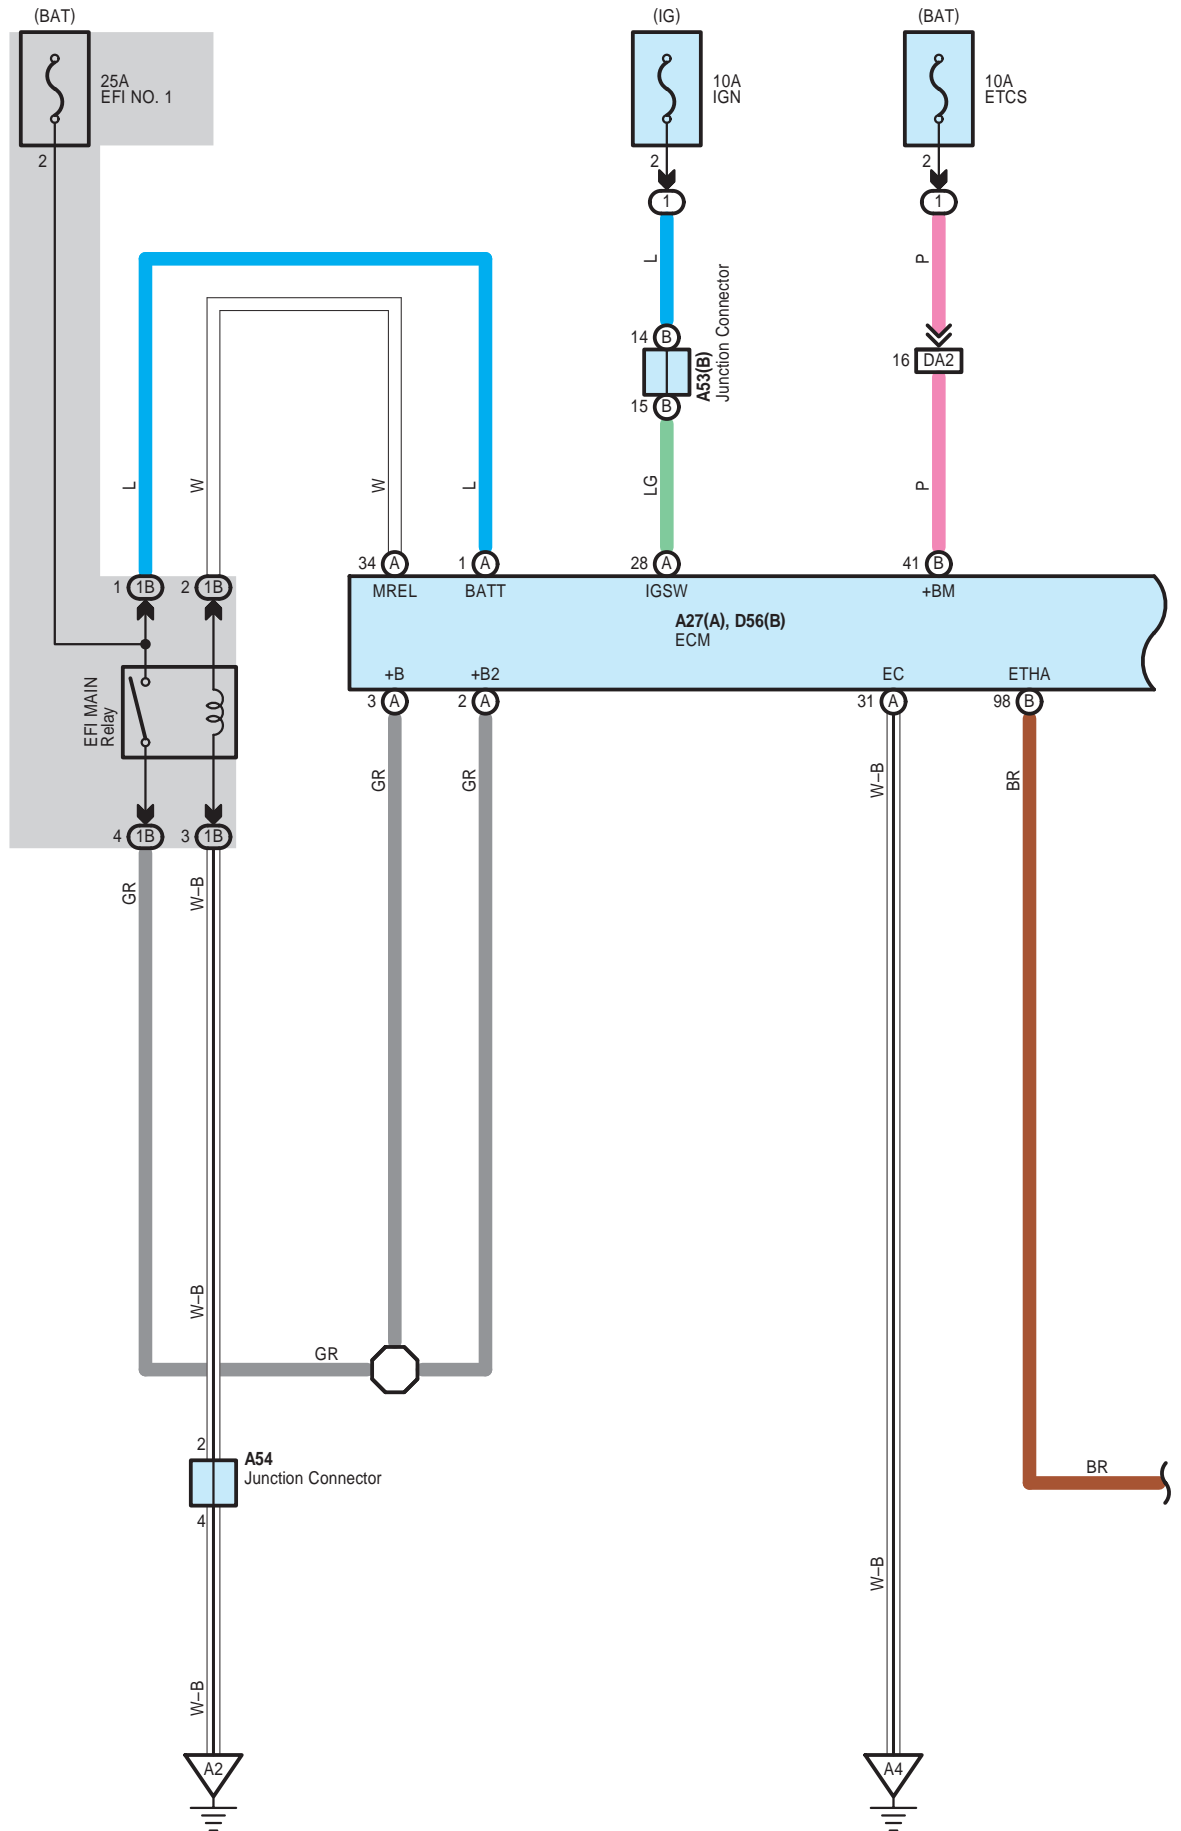 (BAT)
(IG)
(BAT)
25A
EFI NO. 1
10A
IGN
10A
ETCS
2
2
2
1
1
L
P
14 B
A53(B)
Junction Connector
16 DA2
15 B
L
W
W
L
LG
P
34 A
1 A
28 A
41 B
1 1B
2 1B
MREL
BATT
IGSW
+BM
A27(A), D56(B)
ECM
+B
+B2
EC
ETHA
3 A
2 A
31 A
98 B
EFI MAIN
Relay
GR
GR
W–B
BR
4 1B
3 1B
GR
W–B
W–B
GR
2
A54
Junction Connector
4
BR
W–B
W–B
A2
A4